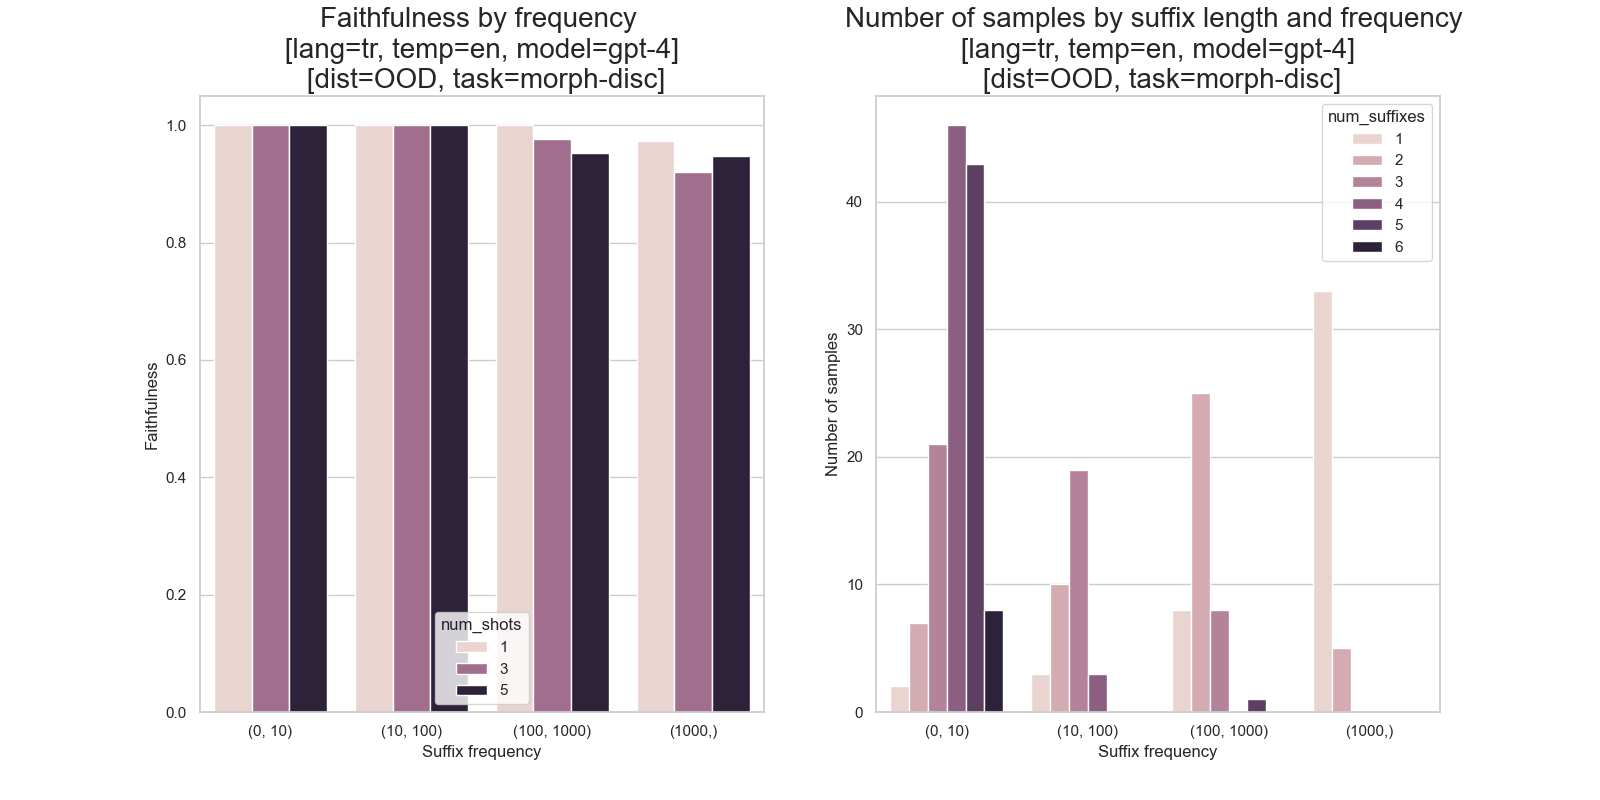 Faithfulness by frequency
[lang=tr, temp=en, model=gpt-4]
[dist=OOD, task=morph-disc]
1.0
0.8
0.6
0.4
0.2
0.0
Faithfulness
(0, 10)
(10, 100)
(100, 1000)
(1000,)
Suffix frequency
num_shots
1
3
5
Number of samples by suffix length and frequency
[lang=tr, temp=en, model=gpt-4]
[dist=OOD, task=morph-disc]
40
30
20
10
0
Number of samples
(0, 10)
(10, 100)
(100, 1000)
(1000,)
Suffix frequency
num_suffixes
1
2
3
4
5
6